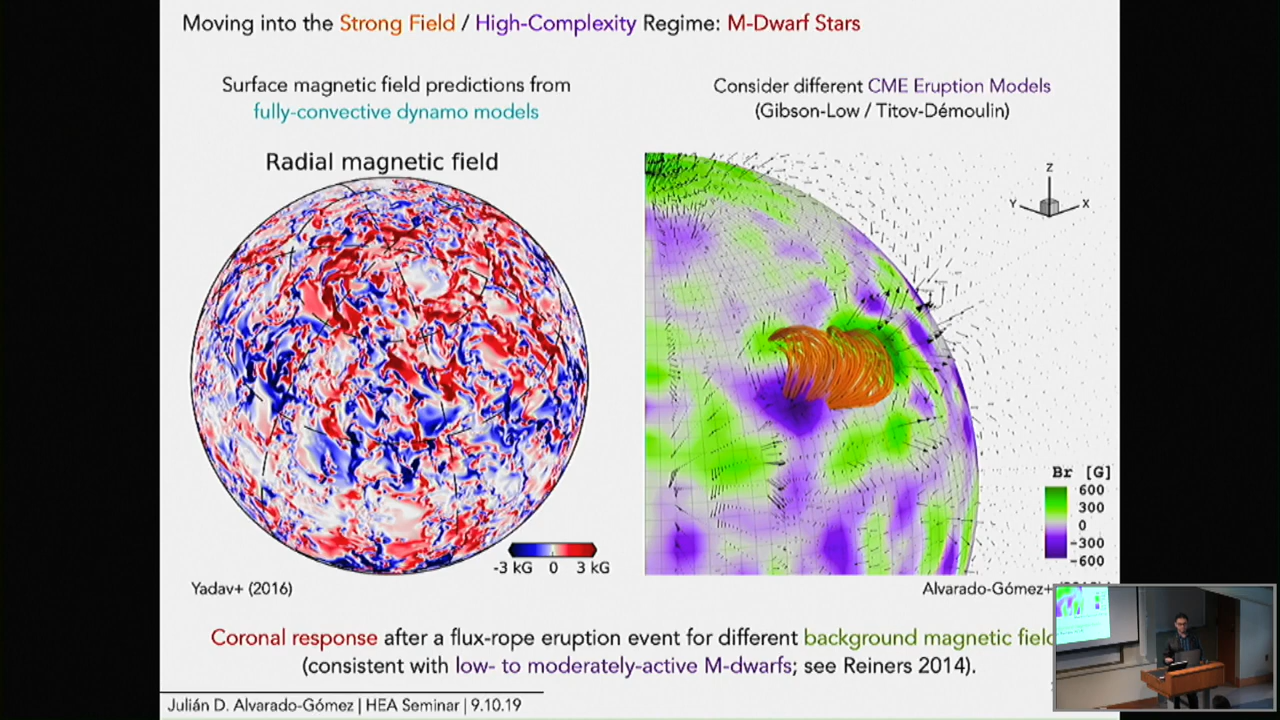 Moving into the Strong Field / High-Complexity Regime: M-Dwarf Stars
Surface magnetic field predictions from
fully-convective dynamo models
Consider different CME Eruption Models
(Gibson-Low / Titov-Démoulin)
Radial magnetic field
Z
Y
X
Br [G]
600
300
0
-300
-600
-3 kG 0 3 kG
Yadav+ (2016)
Alvarado-Gómez+
Coronal response after a flux-rope eruption event for different background magnetic field
(consistent with low- to moderately-active M-dwarfs; see Reiners 2014).
Julián D. Alvarado-Gómez | HEA Seminar | 9.10.19